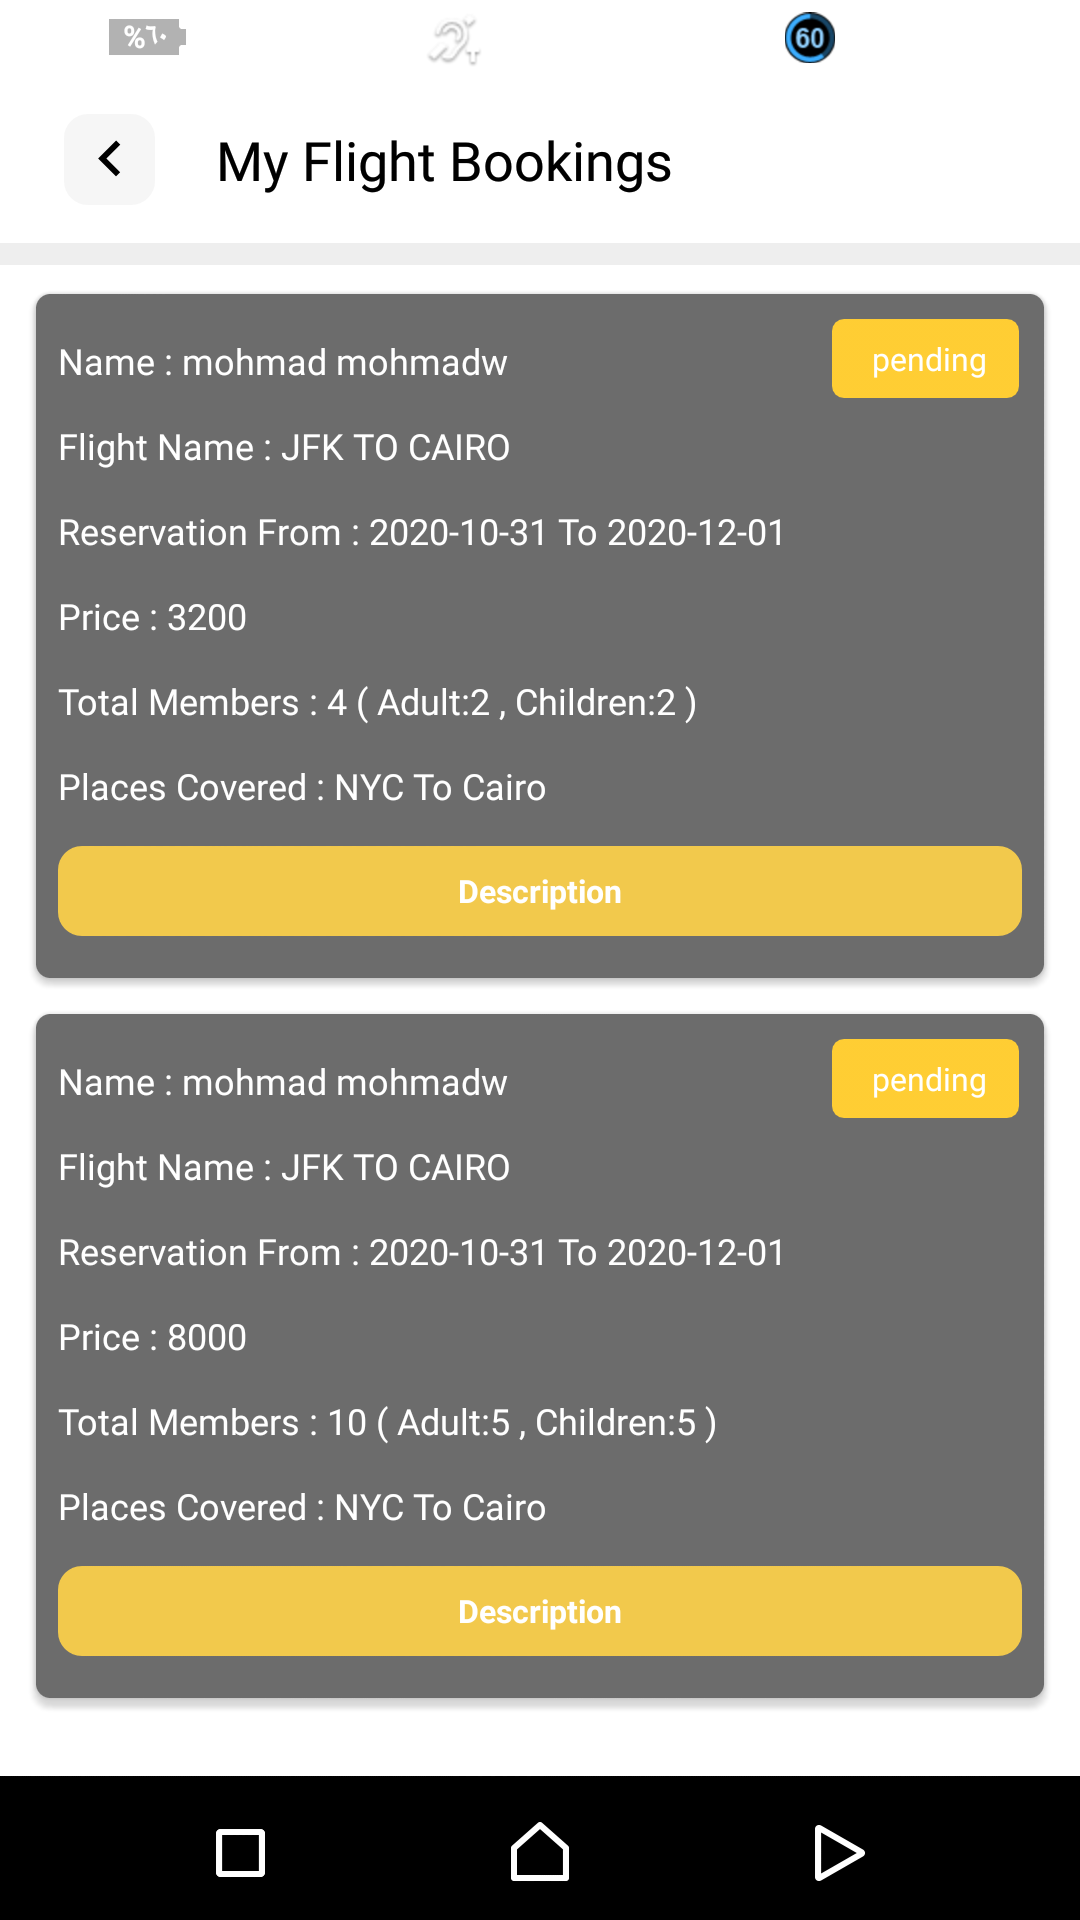 %٦٠
T
60
My Flight Bookings
Name : mohmad mohmadw
pending
Flight Name : JFK TO CAIRO
Reservation From : 2020-10-31 To 2020-12-01
Price : 3200
Total Members : 4 ( Adult:2 , Children:2 )
Places Covered : NYC To Cairo
Description
Name : mohmad mohmadw
pending
Flight Name : JFK TO CAIRO
Reservation From : 2020-10-31 To 2020-12-01
Price : 8000
Total Members : 10 ( Adult:5 , Children:5 )
Places Covered : NYC To Cairo
Description